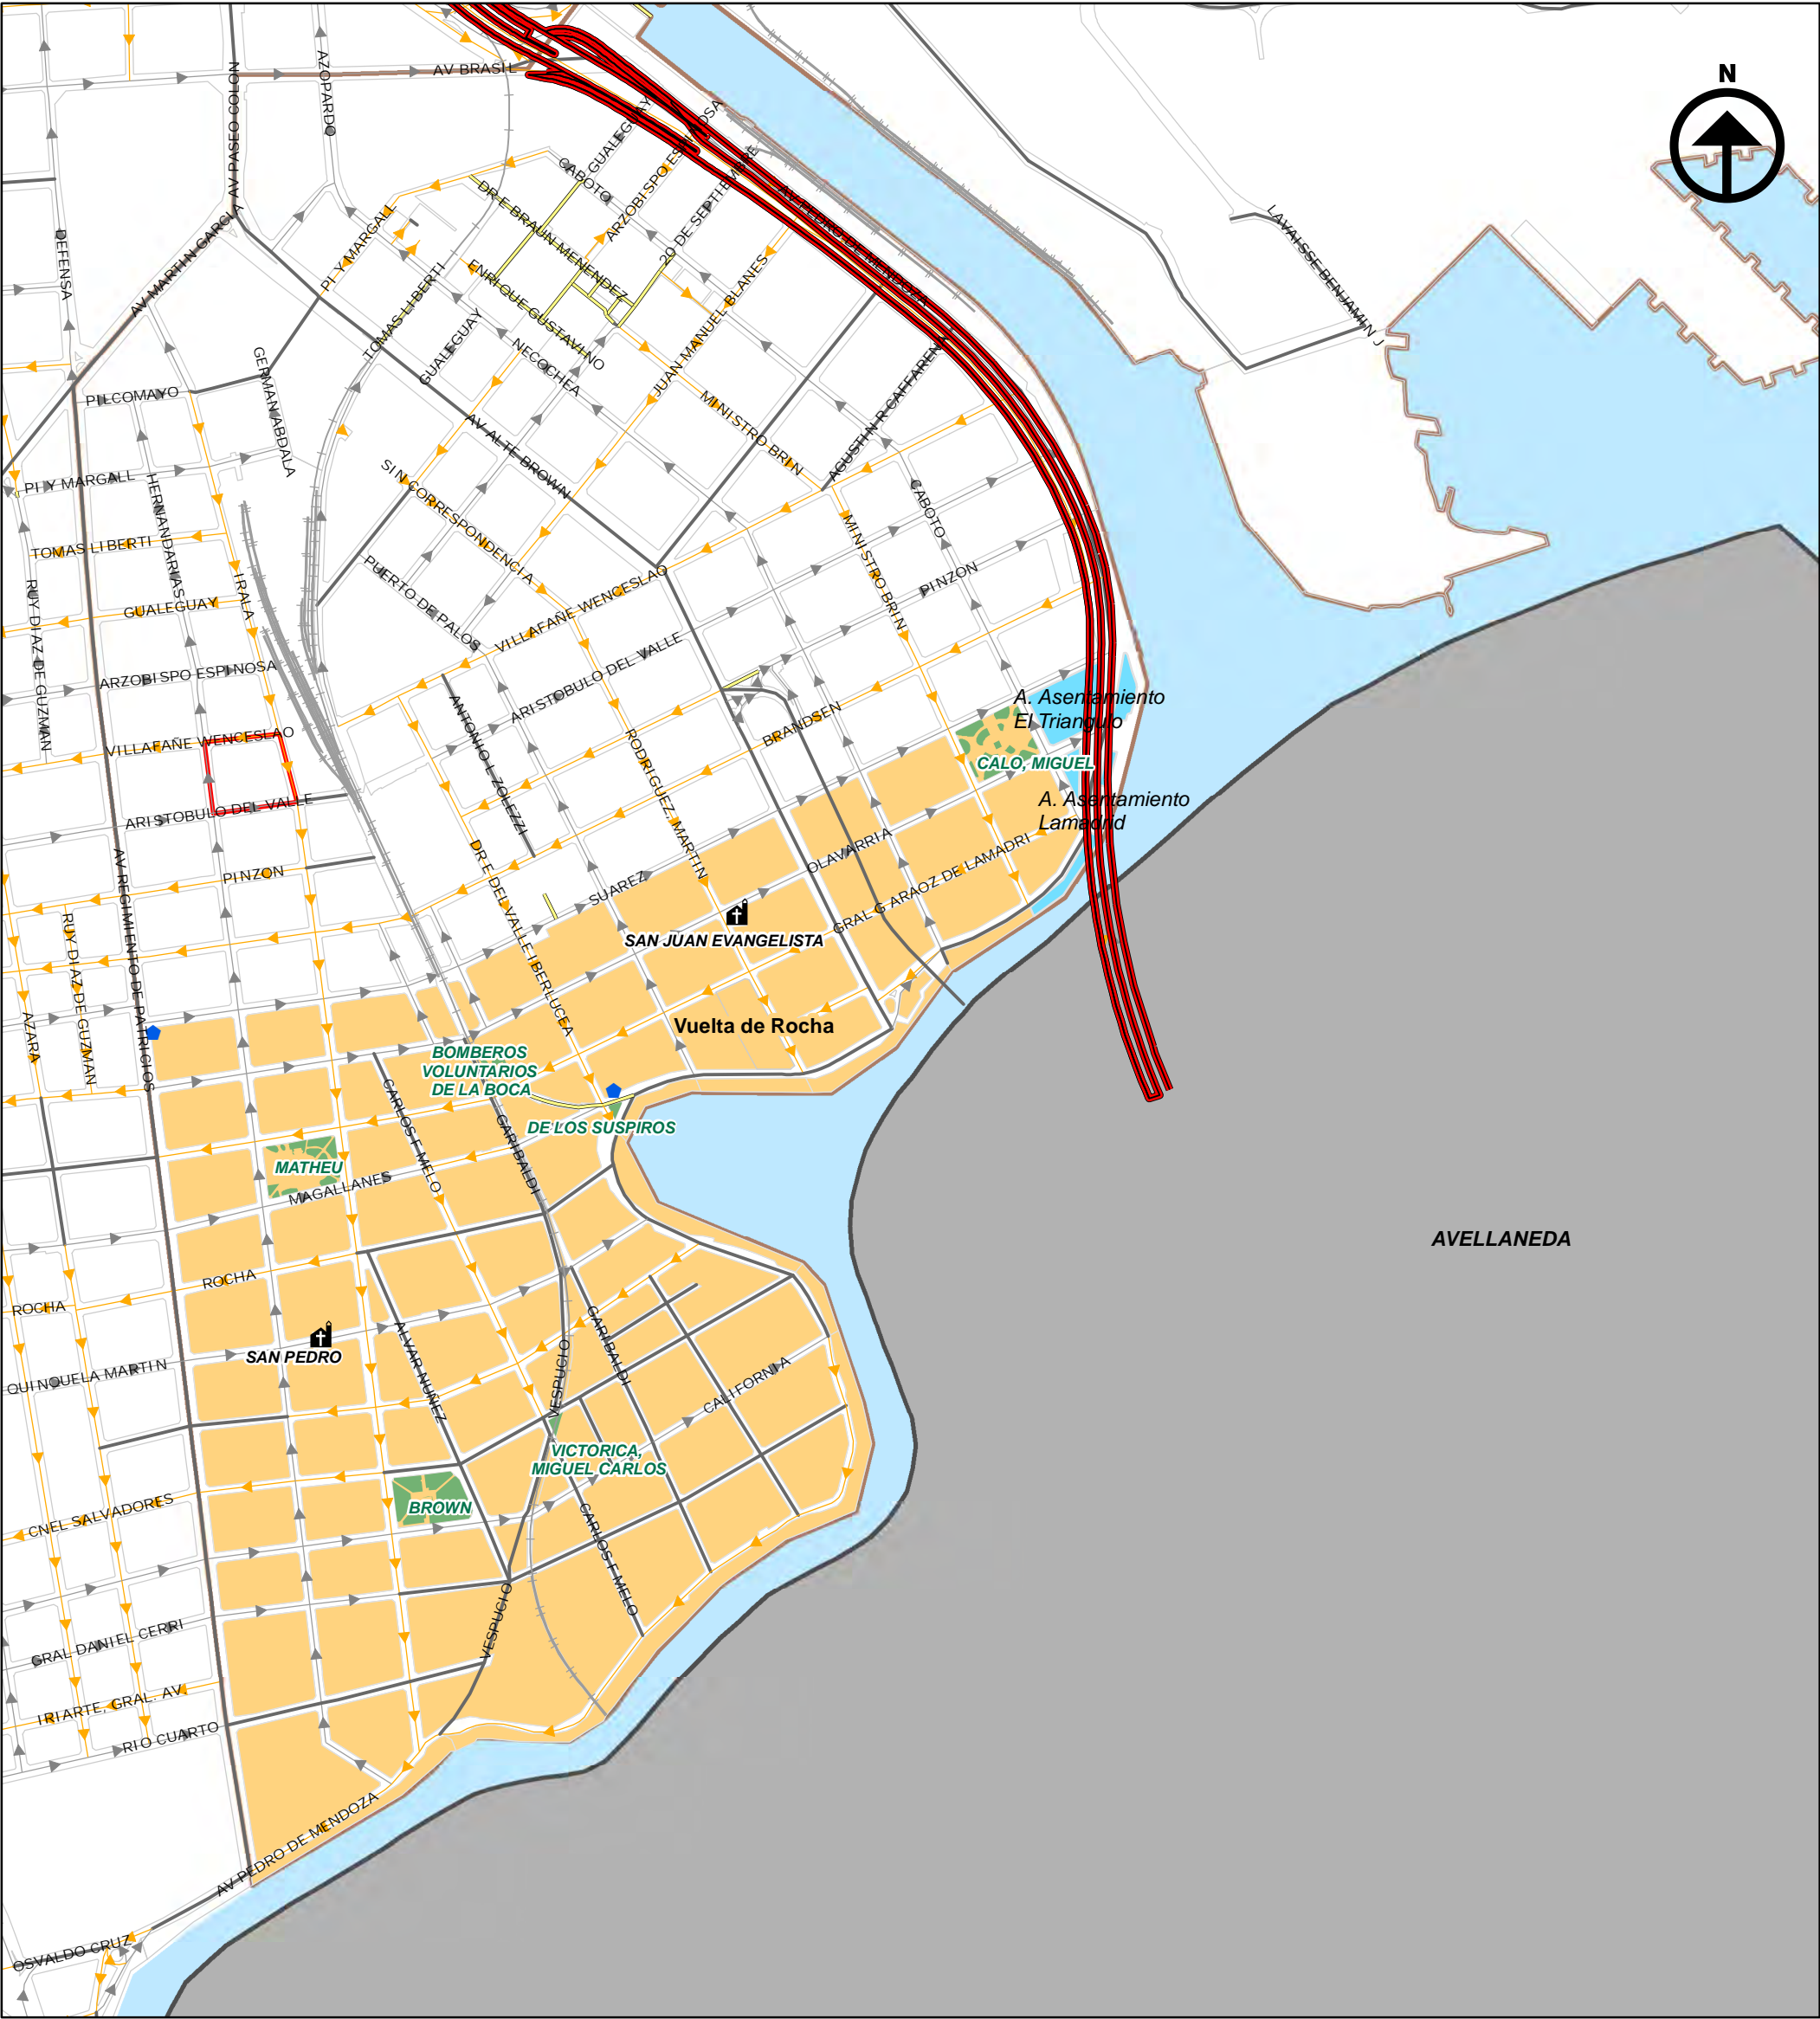 N
AV BRASIL
AZOPARDO
AV PASEO COLON
AV MARTIN GARCIA
DEFENSA
PI Y MARGALL
CABOTO
GUALEGUAY
ARZOBISPO ESPINOSA
20 DE SEPTIEMBRE
DR E BRAUN MENENDEZ
ENRIQUE GUSTAVINO
AV PEDRO DE MENDOZA
LAVAISSE BENJAMIN J
TOMAS LIBERTI
GUALEGUAY
NECOCHEA
JUAN MANUEL BLANES
MINISTRO BRIN
AGUSTIN R CAFFARENA
PILCOMAYO
GERMAN ABDALA
AV ALTE BROWN
SIN CORRESPONDENCIA
PI Y MARGALL
HERNANDARIAS
CABOTO
MINISTRO BRIN
TOMAS LIBERTI
IRALA
PUERTO DE PALOS
PINZON
RUY DIAZ DE GUZMAN
GUALEGUAY
VILLAFAÑE WENCESLAO
ARISTOBULO DEL VALLE
ARZOBISPO ESPINOSA
ANTONIO L ZOLEZZI
BRANDSEN
A. Asentamiento
El Triangulo
VILLAFAÑE WENCESLAO
RODRIGUEZ, MARTIN
CALO, MIGUEL
ARISTOBULO DEL VALLE
A. Asentamiento
Lamadrid
OLAVARRIA
AV REGIMIENTO DE PATRICIOS
PINZON
DR E DEL VALLE IBERLUCEA
SUAREZ
GRAL G ARAOZ DE LAMADRI
RUY DIAZ DE GUZMAN
SAN JUAN EVANGELISTA
AZARA
Vuelta de Rocha
BOMBEROS
VOLUNTARIOS
DE LA BOCA
CARLOS F MELO
GARIBALDI
DE LOS SUSPIROS
MATHEU
MAGALLANES
AVELLANEDA
ROCHA
ROCHA
SAN PEDRO
ALVAR NUÑEZ
VESPUCIO
GARIBALDI
QUINQUELA MARTIN
CALIFORNIA
VICTORICA,
MIGUEL CARLOS
BROWN
CNEL SALVADORES
CARLOS F MELO
VESPUCIO
GRAL DANIEL CERRI
IRIARTE, GRAL. AV.
RIO CUARTO
AV PEDRO DE MENDOZA
OSVALDO CRUZ